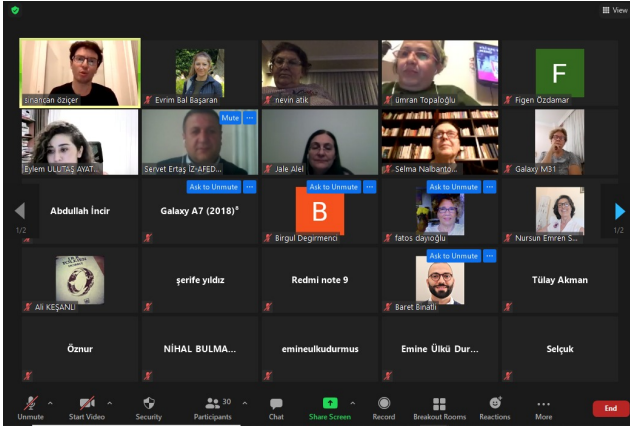 View
sinancan öziçer
Evrim Bal Başaran
nevin atik
ümran Topaloğlu
F
Figen Özdamar
Eylem ULUTAŞ AYAT...
Mute ...
Servet Ertaş İZ-AFED...
Jale Alel
Selma Nalbanto...
Galaxy M31
Abdullah İncir
1/2
Ask to Unmute ...
Galaxy A7 (2018)⁸
Ask to Unmute ...
B
Birgul Degirmenci
Ask to Unmute ...
fatos dayıoğlu
Nursun Emren S...
1/2
Ali KEŞANLI
şerife yıldız
Redmi note 9
Ask to Unmute ...
Baret Binatlı
Tülay Akman
Öznur
NİHAL BULMA...
emineulkudurmus
Emine Ülkü Dur...
Selçuk
Unmute
Start Video
Security
30
Participants
Chat
Share Screen
Record
Breakout Rooms
Reactions
More
End